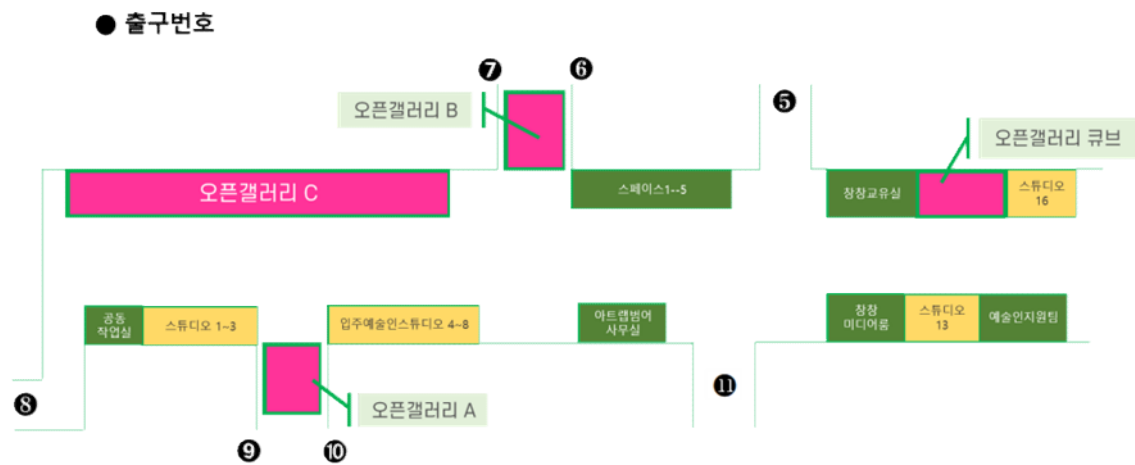 ● 출구번호
❼
❻
❺
오픈갤러리 B
오픈갤러리 큐브
오픈갤러리 C
스페이스1--5
창창교유실
스튜디오
16
공동
작업실
스튜디오 1~3
입주예술인스튜디오 4~8
아트랩범어
사무실
창창
미디어룸
스튜디오
13
예술인지원팀
❽
오픈갤러리 A
⓫
❾
❿